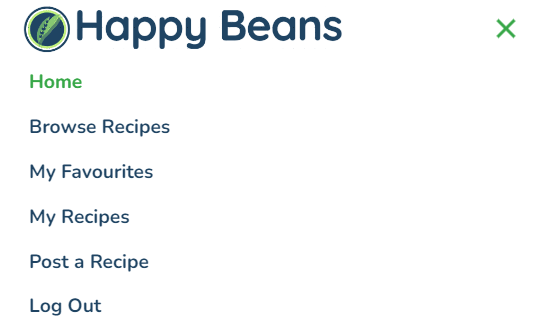 Happy Beans
Home
Browse Recipes
My Favourites
My Recipes
Post a Recipe
Log Out